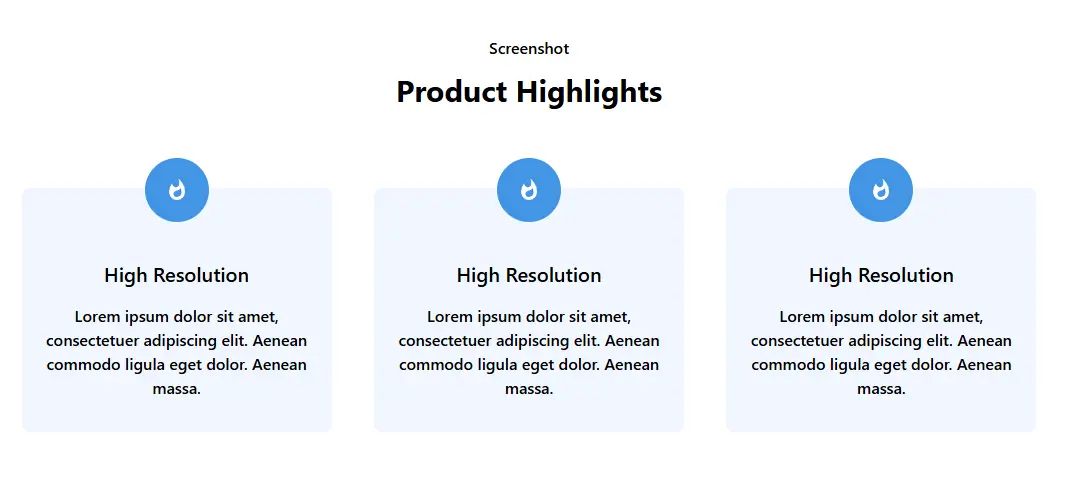 Screenshot
Product Highlights
High Resolution
Lorem ipsum dolor sit amet,
consectetuer adipiscing elit. Aenean
commodo ligula eget dolor. Aenean
massa.
High Resolution
Lorem ipsum dolor sit amet,
consectetuer adipiscing elit. Aenean
commodo ligula eget dolor. Aenean
massa.
High Resolution
Lorem ipsum dolor sit amet,
consectetuer adipiscing elit. Aenean
commodo ligula eget dolor. Aenean
massa.